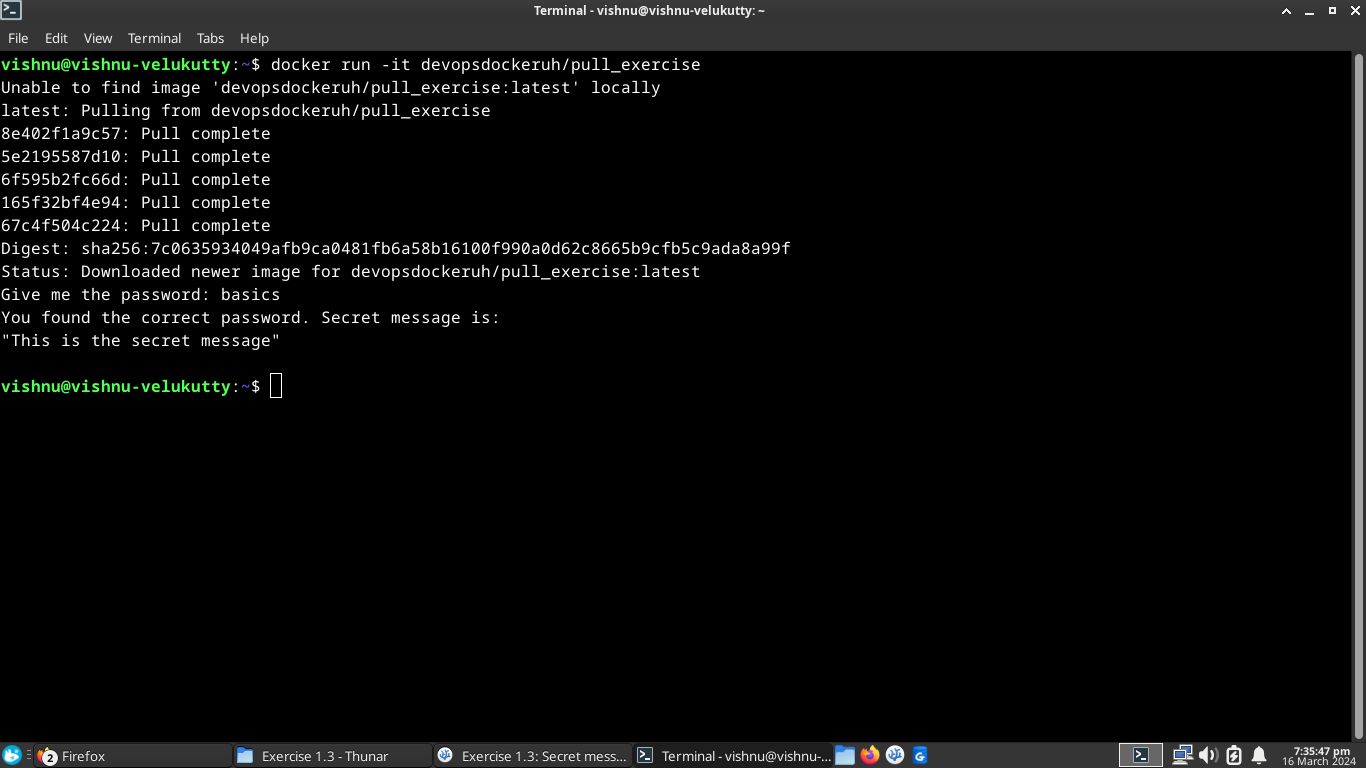 Terminal - vishnu@vishnu-velukutty: ~
File Edit View Terminal Tabs Help
vishnu@vishnu-velukutty:~$ docker run -it devopsdockeruh/pull_exercise
Unable to find image 'devopsdockeruh/pull_exercise:latest' locally
latest: Pulling from devopsdockeruh/pull_exercise
8e402f1a9c57: Pull complete
5e2195587d10: Pull complete
6f595b2fc66d: Pull complete
165f32bf4e94: Pull complete
67c4f504c224: Pull complete
Digest: sha256:7c0635934049afb9ca0481fb6a58b16100f990a0d62c8665b9cfb5c9ada8a99f
Status: Downloaded newer image for devopsdockeruh/pull_exercise:latest
Give me the password: basics
You found the correct password. Secret message is:
"This is the secret message"
vishnu@vishnu-velukutty:~$
2 Firefox Exercise 1.3 - Thunar Exercise 1.3: Secret mess... Terminal - vishnu@vishnu-... 7:35:47 pm
16 March 2024